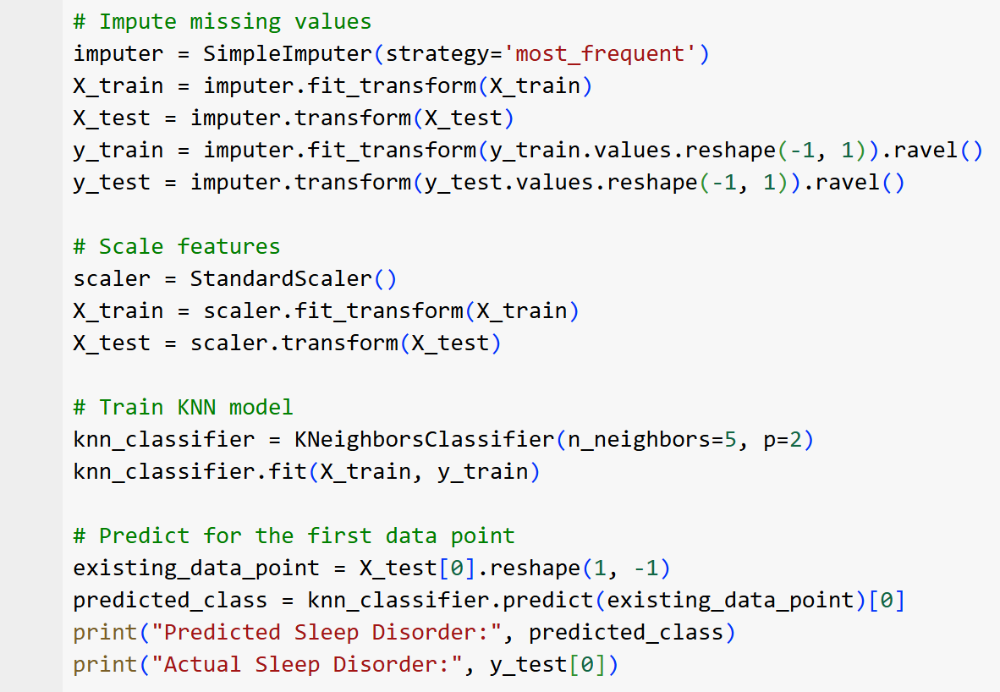 # Impute missing values
imputer = SimpleImputer(strategy='most_frequent')
X_train = imputer.fit_transform(X_train)
X_test = imputer.transform(X_test)
y_train = imputer.fit_transform(y_train.values.reshape(-1, 1)).ravel()
y_test = imputer.transform(y_test.values.reshape(-1, 1)).ravel()
# Scale features
scaler = StandardScaler()
X_train = scaler.fit_transform(X_train)
X_test = scaler.transform(X_test)
# Train KNN model
knn_classifier = KNeighborsClassifier(n_neighbors=5, p=2)
knn_classifier.fit(X_train, y_train)
# Predict for the first data point
existing_data_point = X_test[0].reshape(1, -1)
predicted_class = knn_classifier.predict(existing_data_point)[0]
print("Predicted Sleep Disorder:", predicted_class)
print("Actual Sleep Disorder:", y_test[0])